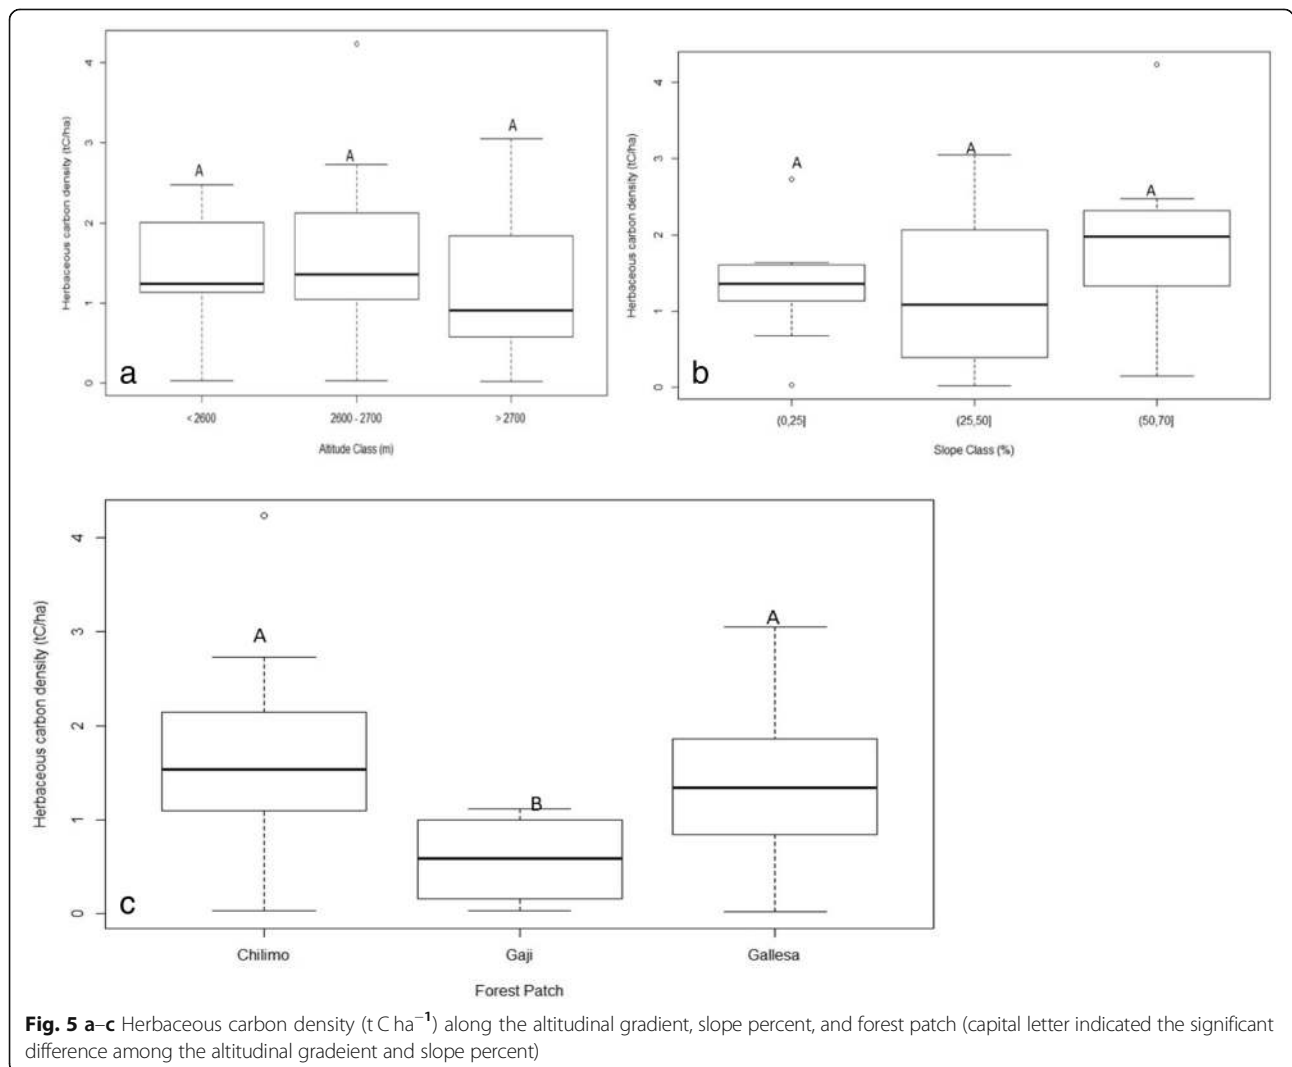 Herbaceous carbon density (tC/ha)
4
3
2
1
0
A
A
A
a
< 2600
2600 - 2700
> 2700
Altitude Class (m)
Herbaceous carbon density (tC/ha)
4
3
2
1
0
A
A
A
b
(0,25]
(25,50]
(50,70]
Slope Class (%)
Herbaceous carbon density (tC/ha)
4
3
2
1
0
A
B
A
c
Chilimo
Gaji
Gallesa
Forest Patch
Fig. 5 a–c Herbaceous carbon density (t C ha⁻¹) along the altitudinal gradient, slope percent, and forest patch (capital letter indicated the significant
difference among the altitudinal gradeient and slope percent)